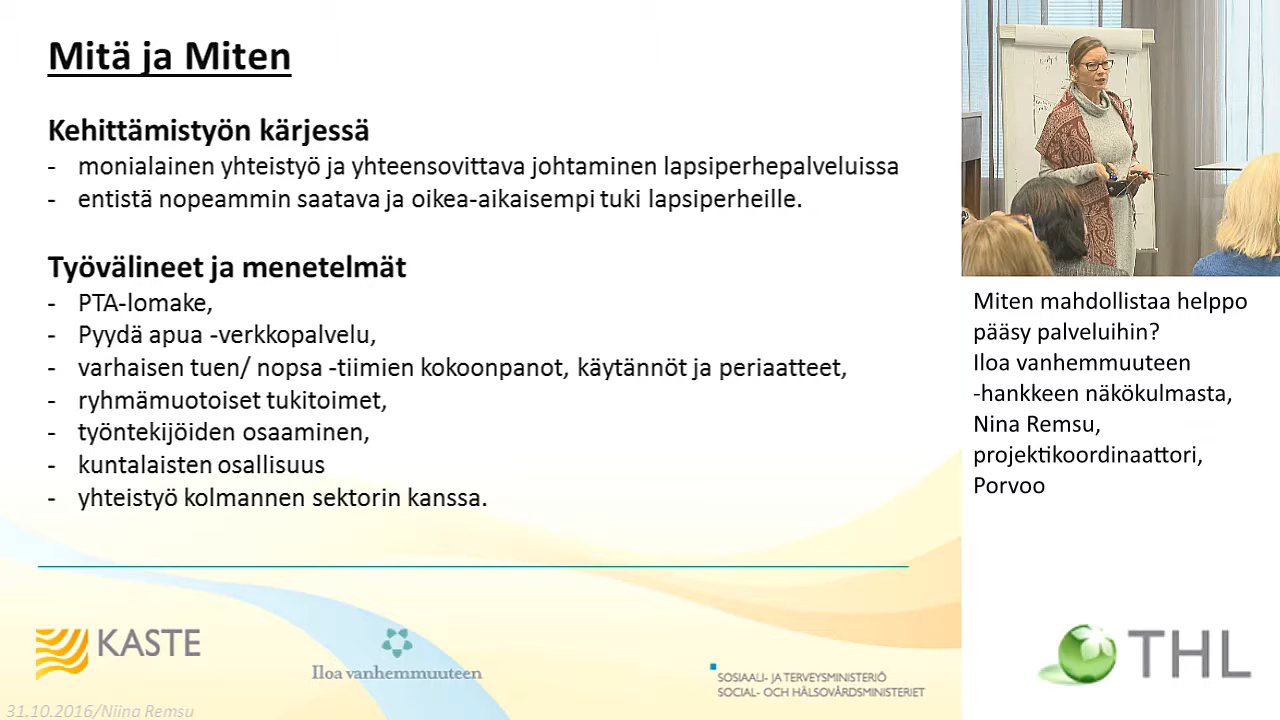 Mitä ja Miten
Kehittämistyön kärjessä
- monialainen yhteistyö ja yhteensovittava johtaminen lapsiperhepalveluissa
- entistä nopeammin saatava ja oikea-aikaisempi tuki lapsiperheille.
Työvälineet ja menetelmät
- PTA-lomake,
- Pyydä apua -verkkopalvelu,
- varhaisen tuen/ nopsa -tiimien kokoonpanot, käytännöt ja periaatteet,
- ryhmämuotoiset tukitoimet,
- työntekijöiden osaaminen,
- kuntalaisten osallisuus
- yhteistyö kolmannen sektorin kanssa.
KASTE
Iloa vanhemmuuteen
SOSIAALI- JA TERVEYSMINISTERIÖ
SOCIAL- OCH HÄLSOVÅRDSMINISTERIET
31.10.2016/Niina Remsu
Miten mahdollistaa helppo
pääsy palveluihin?
Iloa vanhemmuuteen
-hankkeen näkökulmasta,
Nina Remsu,
projektikoordinaattori,
Porvoo
THL